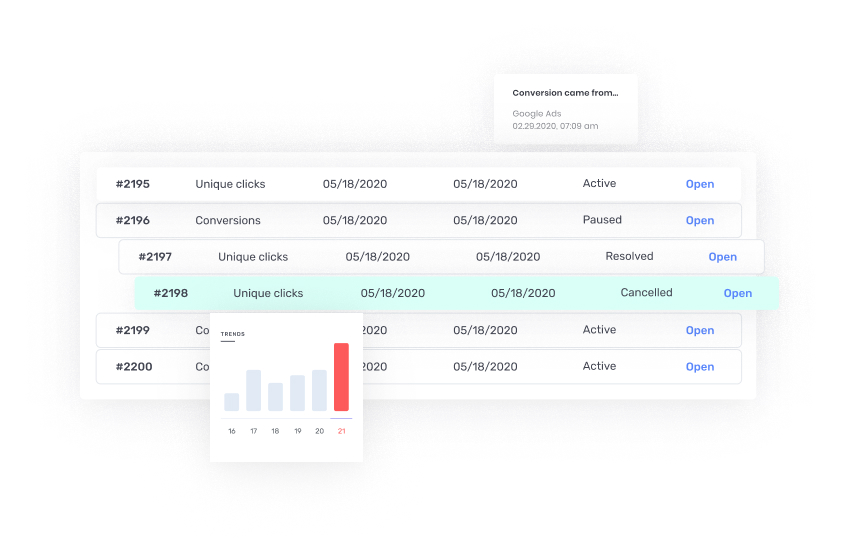 Conversion came from...
Google Ads
02.29.2020, 07:09 am
#2195 Unique clicks 05/18/2020 05/18/2020 Active Open
#2196 Conversions 05/18/2020 05/18/2020 Paused Open
#2197 Unique clicks 05/18/2020 05/18/2020 Resolved Open
#2198 Unique clicks 05/18/2020 05/18/2020 Cancelled Open
#2199 Co 2020 05/18/2020 Active Open
#2200 Co 2020 05/18/2020 Active Open
TRENDS
16 17 18 19 20 21